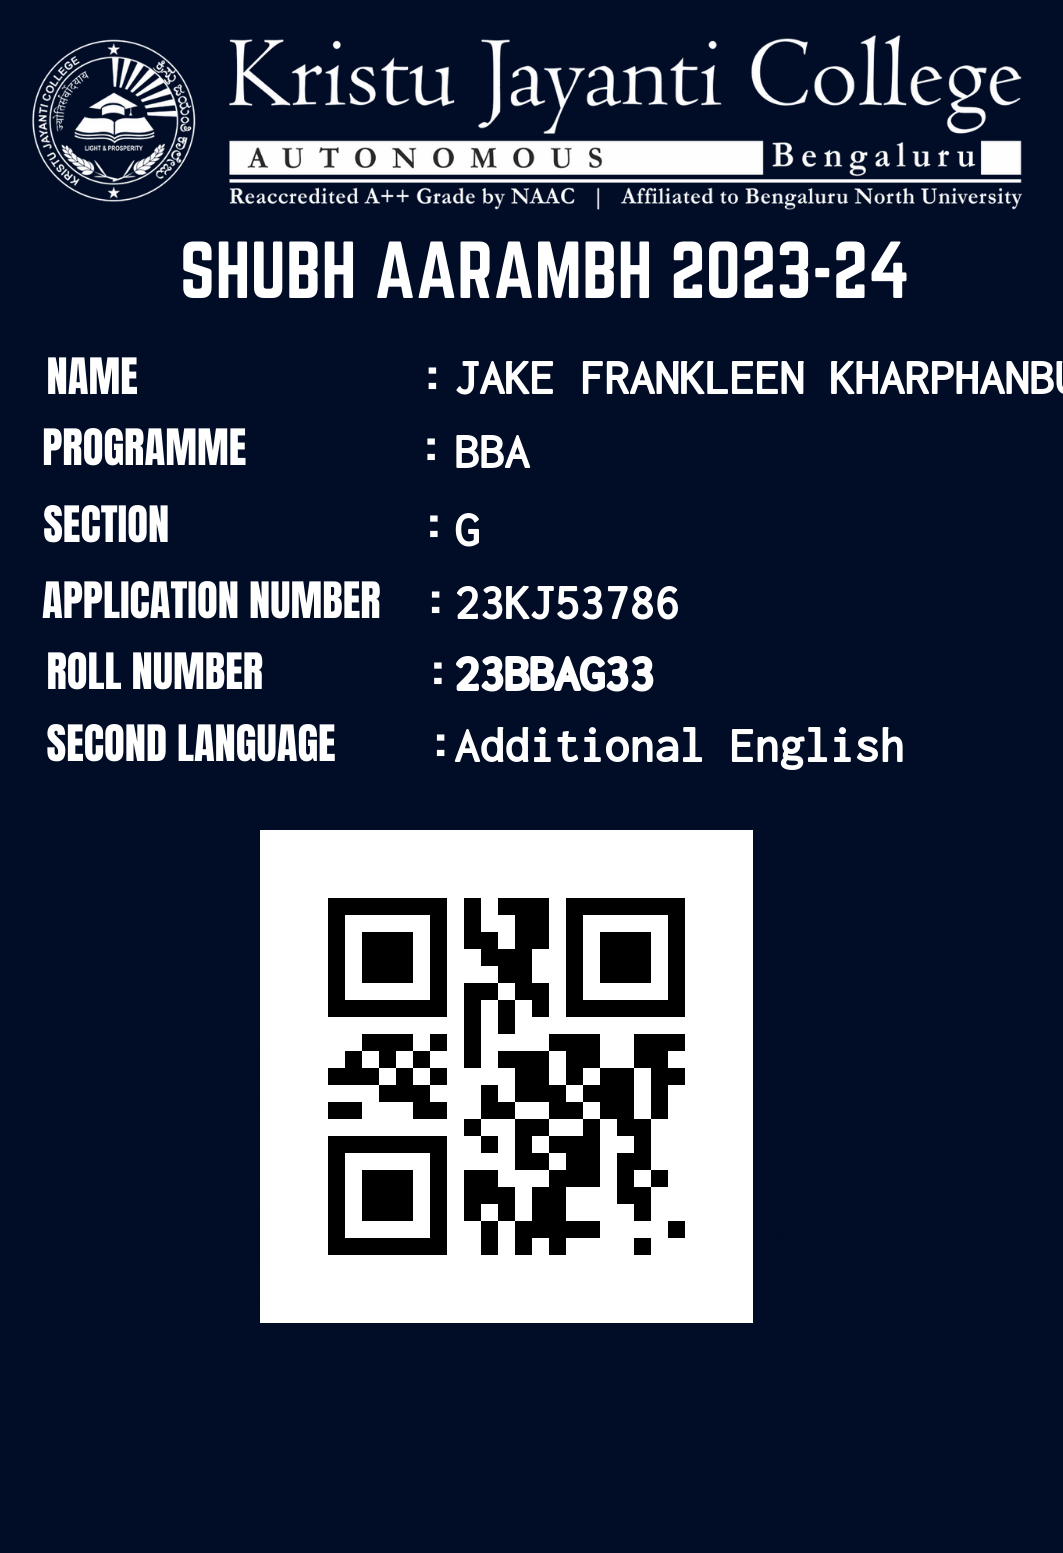 Kristu Jayanti College
AUTONOMOUS Bengaluru
Reaccredited A++ Grade by NAAC | Affiliated to Bengaluru North University
KRISTU JAYANTI COLLEGE
ಕ್ರಿಸ್ತು ಜಯಂತಿ ಕಾಲೇಜು
LIGHT & PROSPERITY
SHUBH AARAMBH 2023-24
NAME : JAKE FRANKLEEN KHARPHANBU
PROGRAMME : BBA
SECTION : G
APPLICATION NUMBER : 23KJ53786
ROLL NUMBER : 23BBAG33
SECOND LANGUAGE : Additional English